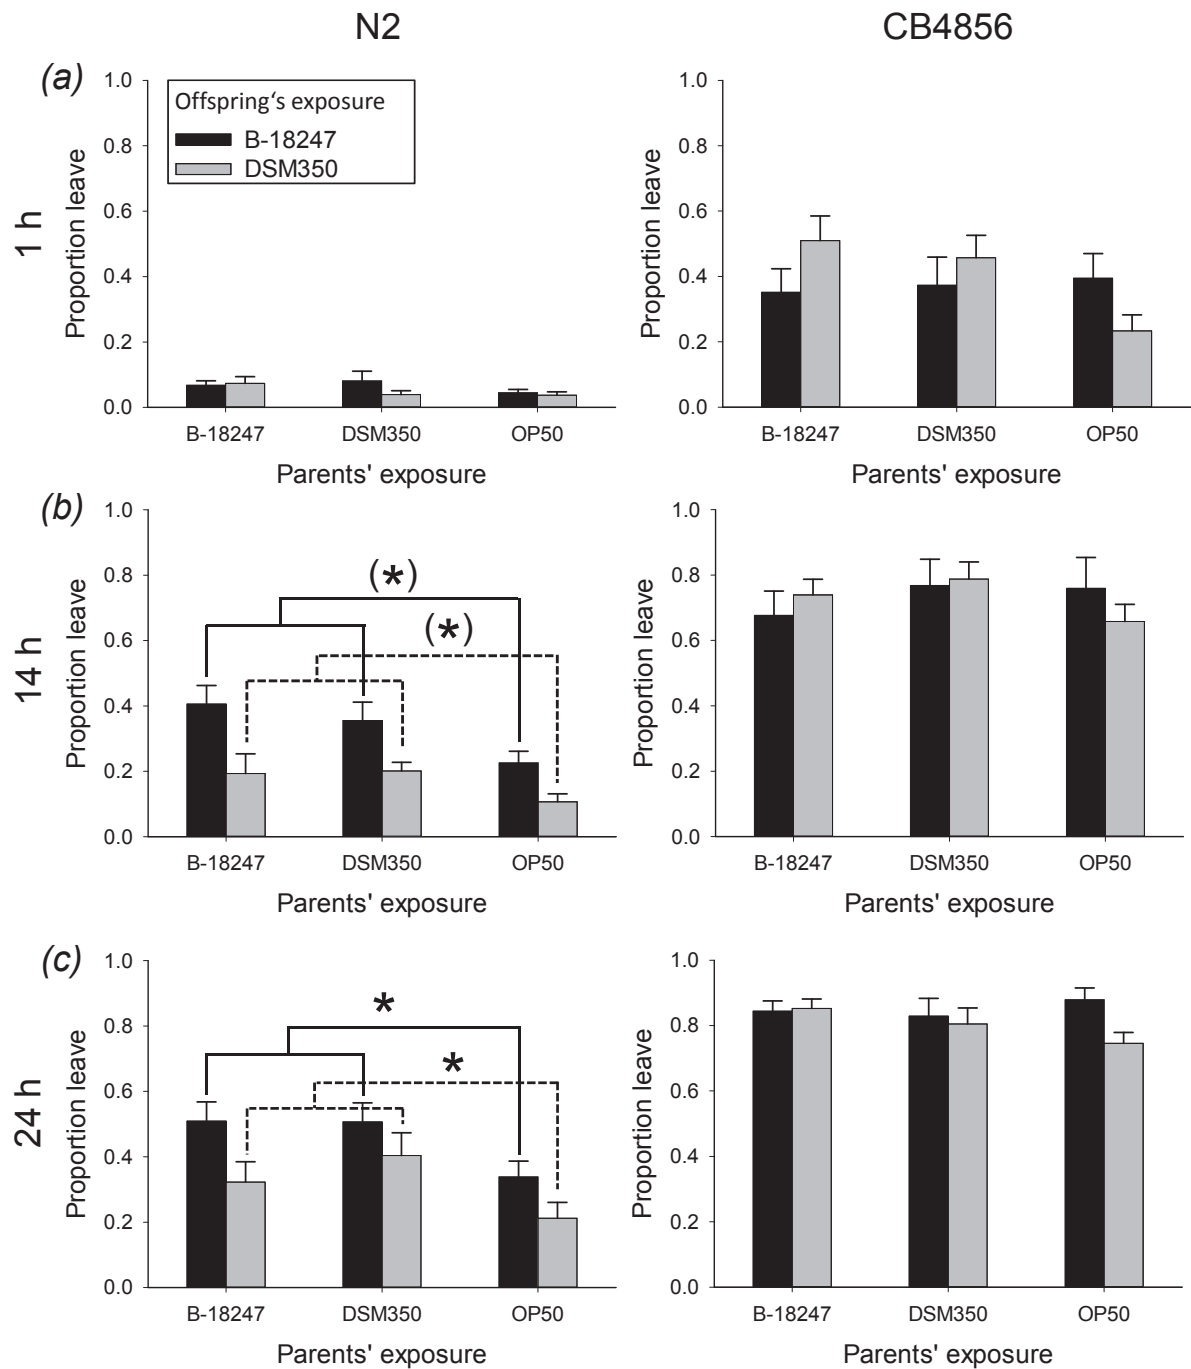 N2
CB4856
(a)
1 h
Proportion leave
1.0
0.8
0.6
0.4
0.2
0.0
Offspring‘s exposure
B-18247
DSM350
B-18247
DSM350
OP50
Parents' exposure
Proportion leave
1.0
0.8
0.6
0.4
0.2
0.0
B-18247
DSM350
OP50
Parents' exposure
(b)
14 h
Proportion leave
1.0
0.8
0.6
0.4
0.2
0.0
(*)
(*)
B-18247
DSM350
OP50
Parents' exposure
Proportion leave
1.0
0.8
0.6
0.4
0.2
0.0
B-18247
DSM350
OP50
Parents' exposure
(c)
24 h
Proportion leave
1.0
0.8
0.6
0.4
0.2
0.0
*
*
B-18247
DSM350
OP50
Parents' exposure
Proportion leave
1.0
0.8
0.6
0.4
0.2
0.0
B-18247
DSM350
OP50
Parents' exposure